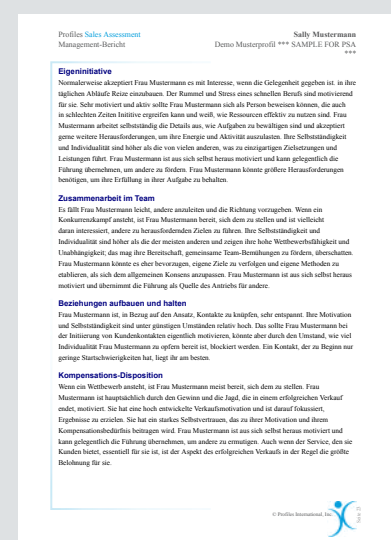 Profiles Sales Assessment
Sally Mustermann
Management-Bericht
Demo Musterprofil *** SAMPLE FOR PSA
***
Eigeninitiative
Normalerweise akzeptiert Frau Mustermann es mit Interesse, wenn die Gelegenheit gegeben ist. in ihre
täglichen Abläufe Reize einzubauen. Der Rummel und Stress eines schnellen Berufs sind motivierend
für sie. Sehr motiviert und aktiv sollte Frau Mustermann sich als Person beweisen können, die auch
in schlechten Zeiten Inititive ergreifen kann und weiß, wie Ressourcen effektiv zu nutzen sind. Frau
Mustermann arbeitet selbstständig die Details aus, wie Aufgaben zu bewältigen sind und akzeptiert
gerne weitere Herausforderungen, um ihre Energie und Aktivität auszulasten. Ihre Selbständigkeit
und Individualität sind höher als die von vielen anderen, was zu einzigartigen Zielsetzungen und
Leistungen führt. Frau Mustermann ist aus sich selbst heraus motiviert und kann gelegentlich die
Führung übernehmen, um andere zu fördern. Frau Mustermann könnte größere Herausforderungen
benötigen, um ihre Erfüllung in ihrer Aufgabe zu behalten.
Zusammenarbeit im Team
Es fällt Frau Mustermann leicht, andere anzuleiten und die Richtung vorzugeben. Wenn ein
Konkurrenzkampf ansteht, ist Frau Mustermann bereit, sich dem zu stellen und ist vielleicht
daran interessiert, andere zu herausfordernden Zielen zu führen. Ihre Selbständigkeit und
Individualität sind höher als die der meisten anderen und zeigen ihre hohe Wettbewerbsfähigkeit und
Unabhängigkeit; das mag ihre Bereitschaft, gemeinsame Team-Bemühungen zu fördern, überschatten.
Frau Mustermann könnte es eher bevorzugen, eigene Ziele zu verfolgen und eigene Methoden zu
etablieren, als sich dem allgemeinen Konsens anzupassen. Frau Mustermann ist aus sich selbst heraus
motiviert und übernimmt die Führung als Quelle des Antriebs für andere.
Beziehungen aufbauen und halten
Frau Mustermann ist, in Bezug auf den Ansatz, Kontakte zu knüpfen, sehr entspannt. Ihre Motivation
und Selbstständigkeit sind unter günstigen Umständen relativ hoch. Das sollte Frau Mustermann bei
der Initiierung von Kundenkontakten eigentlich motivieren, könnte aber durch den Umstand, wie viel
Individualität Frau Mustermann zu opfern bereit ist, blockiert werden. Ein Kontakt, der zu Beginn nur
geringe Startschwierigkeiten hat, liegt ihr am besten.
Kompensations-Disposition
Wenn ein Wettbewerb ansteht, ist Frau Mustermann meist bereit, sich dem zu stellen. Frau
Mustermann ist hauptsächlich durch den Gewinn und die Jagd, die in einem erfolgreichen Verkauf
endet, motiviert. Sie hat eine hoch entwickelte Verkaufsmotivation und ist darauf fokussiert,
Ergebnisse zu erzielen. Sie hat ein starkes Selbstvertrauen, das zu ihrer Motivation und ihrem
Kompensationsbedürfnis beitragen wird. Frau Mustermann ist aus sich selbst heraus motiviert und
kann gelegentlich die Führung übernehmen, um andere zu ermutigen. Auch wenn der Service, den sie
Kunden bietet, essentiell für sie ist, ist der Aspekt des erfolgreichen Verkaufs in der Regel die größte
Belohnung für sie.
© Profiles International, Inc.